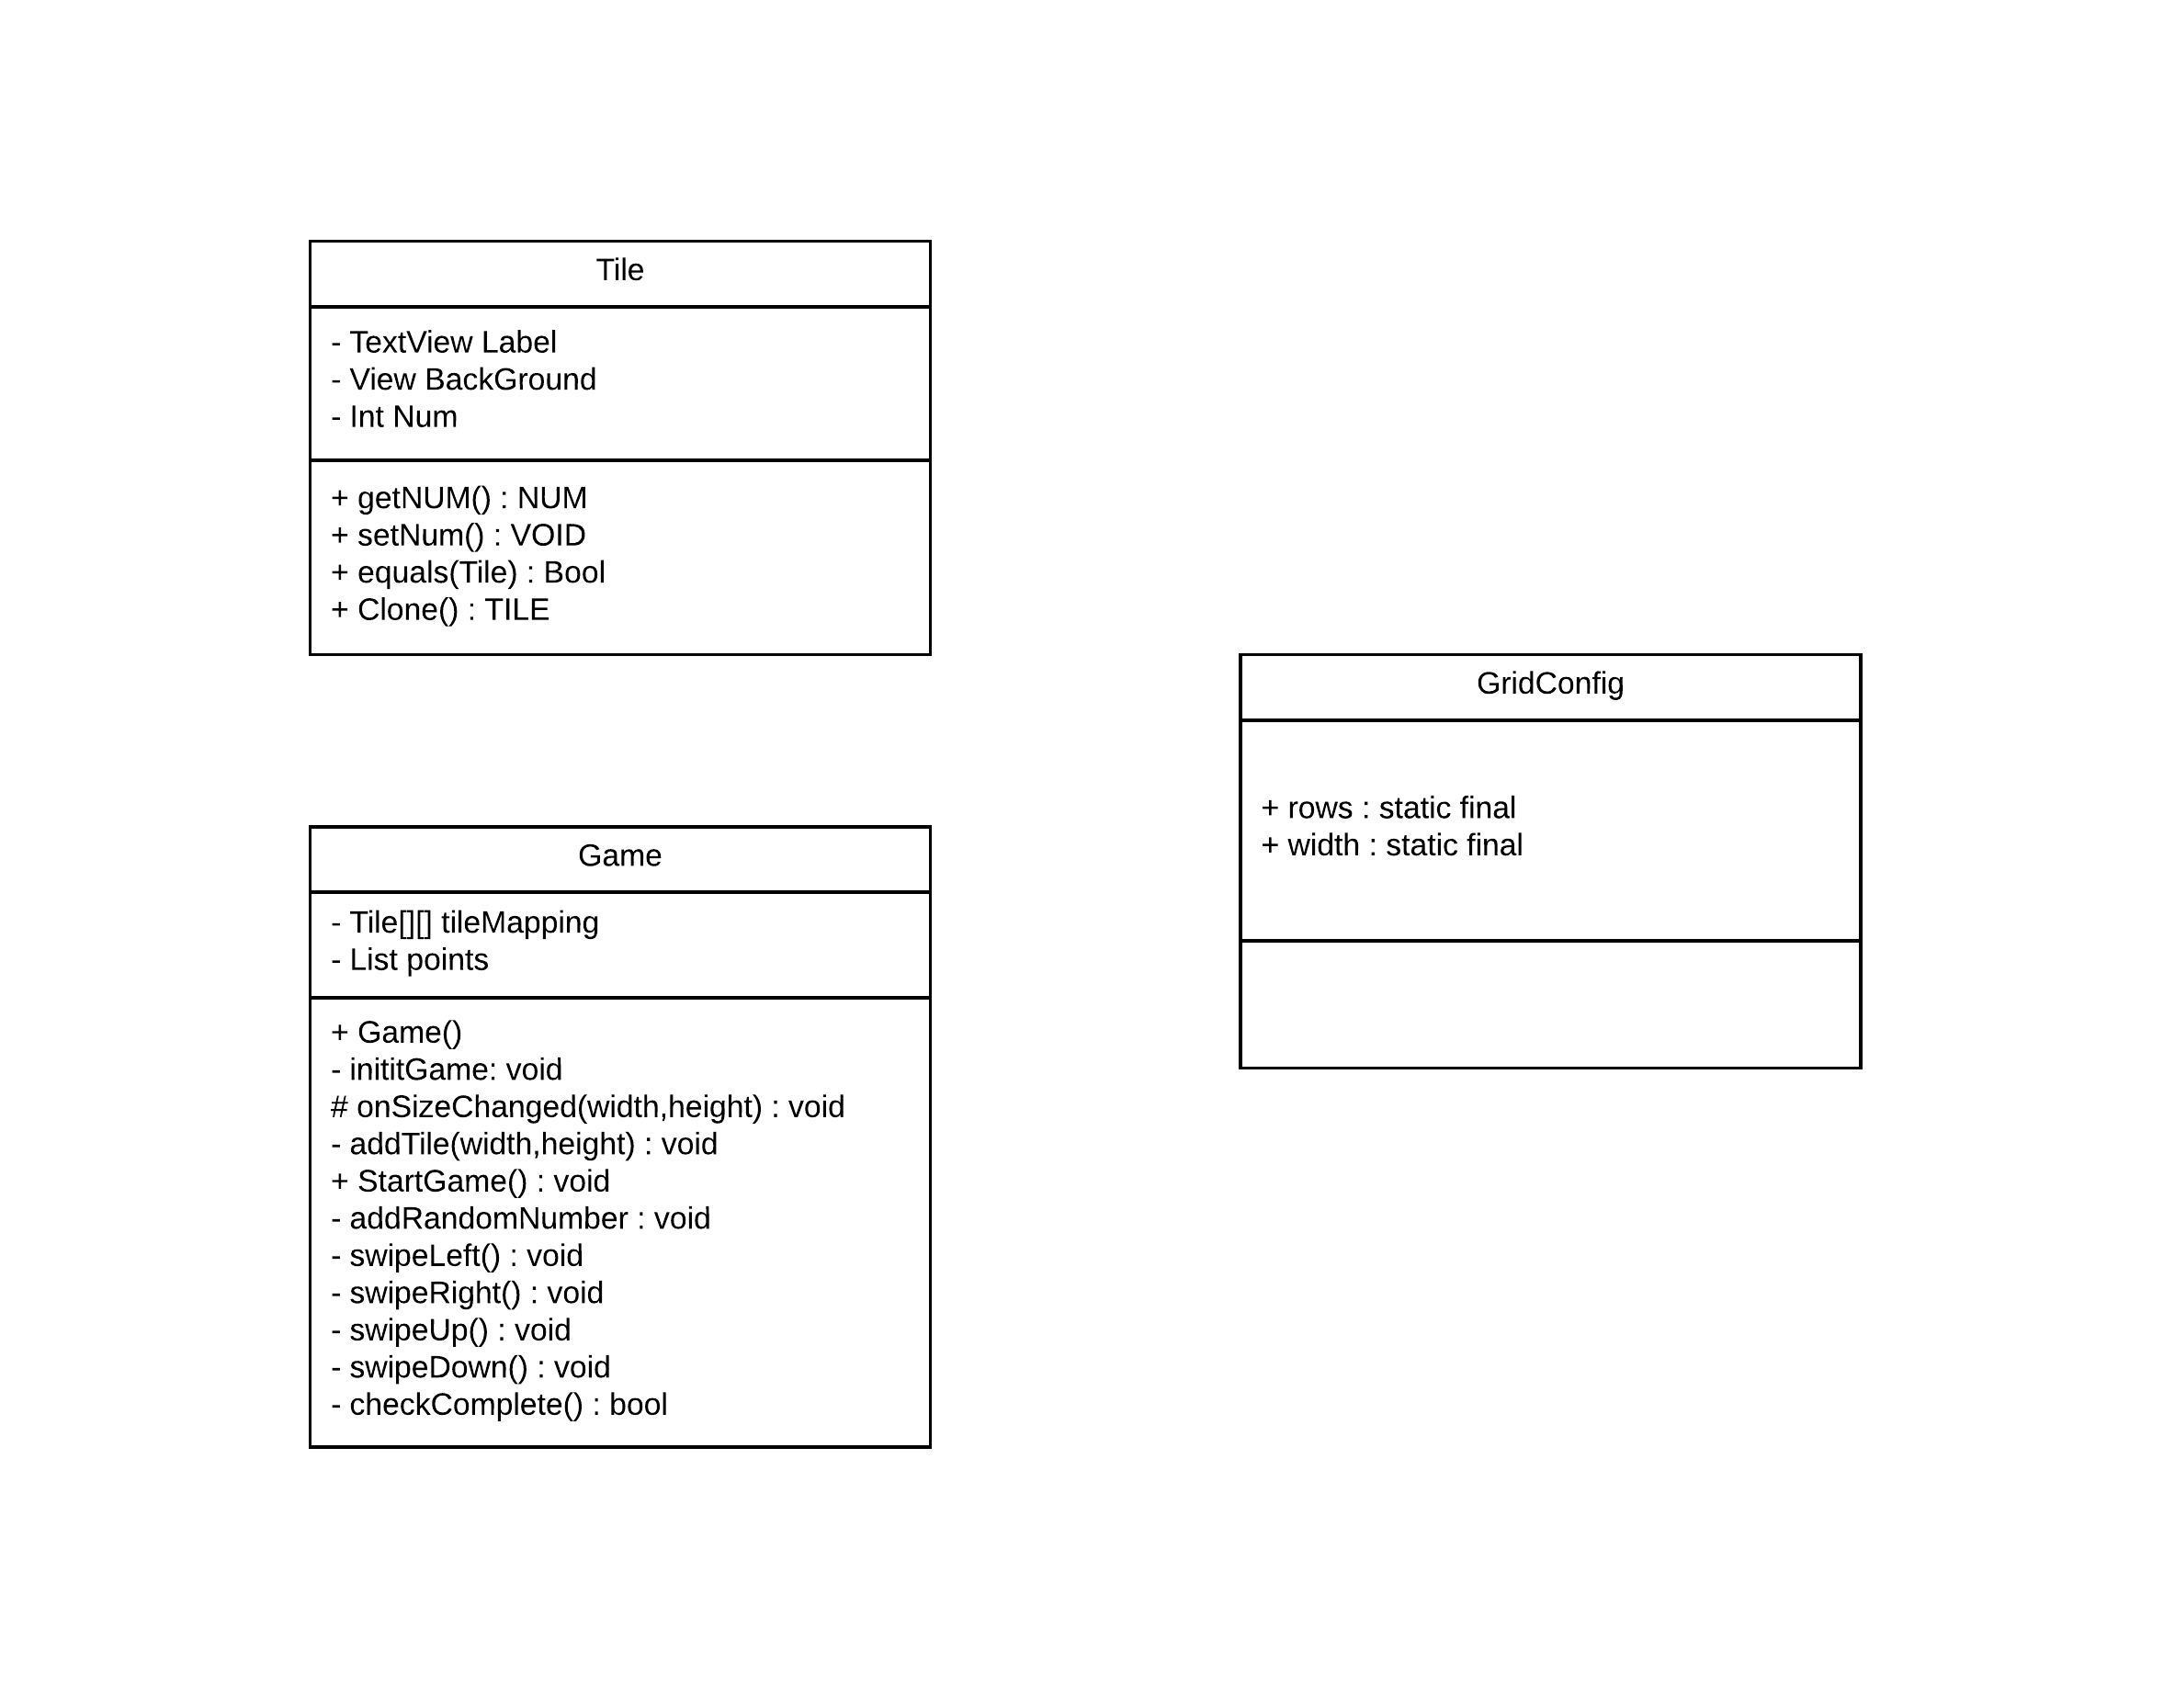 Tile
- TextView Label
- View BackGround
- Int Num
+ getNUM() : NUM
+ setNum() : VOID
+ equals(Tile) : Bool
+ Clone() : TILE
Game
- Tile[][] tileMapping
- List points
+ Game()
- inititGame: void
# onSizeChanged(width,height) : void
- addTile(width,height) : void
+ StartGame() : void
- addRandomNumber : void
- swipeLeft() : void
- swipeRight() : void
- swipeUp() : void
- swipeDown() : void
- checkComplete() : bool
GridConfig
+ rows : static final
+ width : static final